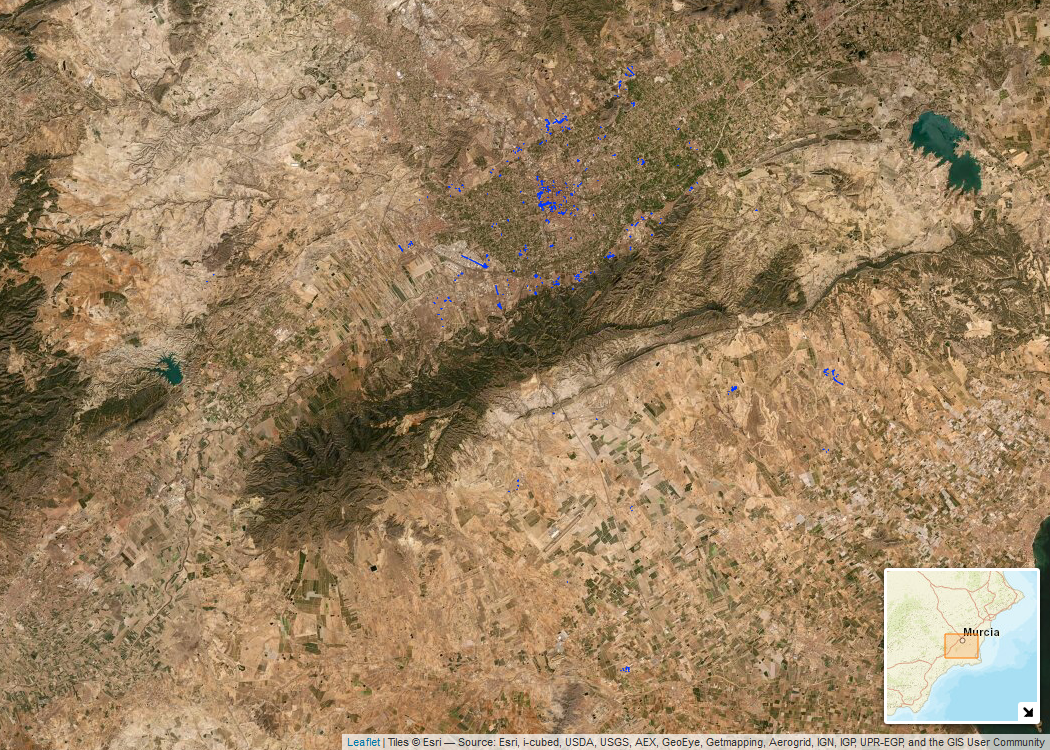 Murcia
Leaflet | Tiles © Esri — Source: Esri, i-cubed, USDA, USGS, AEX, GeoEye, Getmapping, Aerogrid, IGN, IGP, UPR-EGP, and the GIS User Community